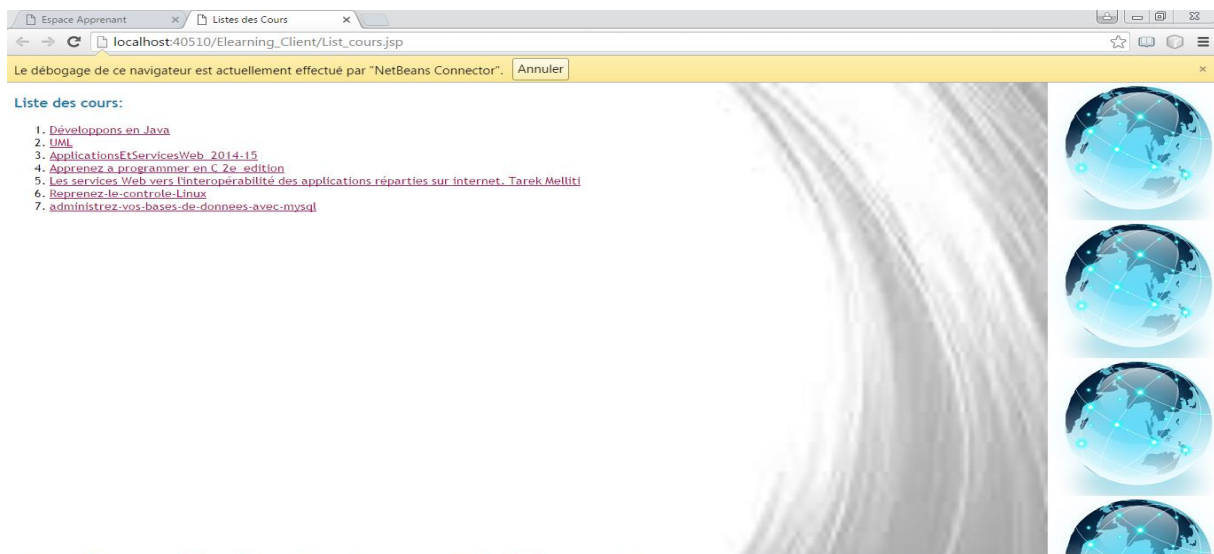 Espace Apprenant
Listes des Cours
localhost:40510/Elearning_Client/List_cours.jsp
Le débogage de ce navigateur est actuellement effectué par "NetBeans Connector". Annuler
Liste des cours:
1. Développons en Java
2. UML
3. ApplicationsEtServicesWeb_2014-15
4. Apprenez a programmer en C 2e edition
5. Les services Web vers l'interopérabilité des applications réparties sur internet. Tarek Melliti
6. Reprenez-le-controle-Linux
7. administrez-vos-bases-de-donnees-avec-mysql